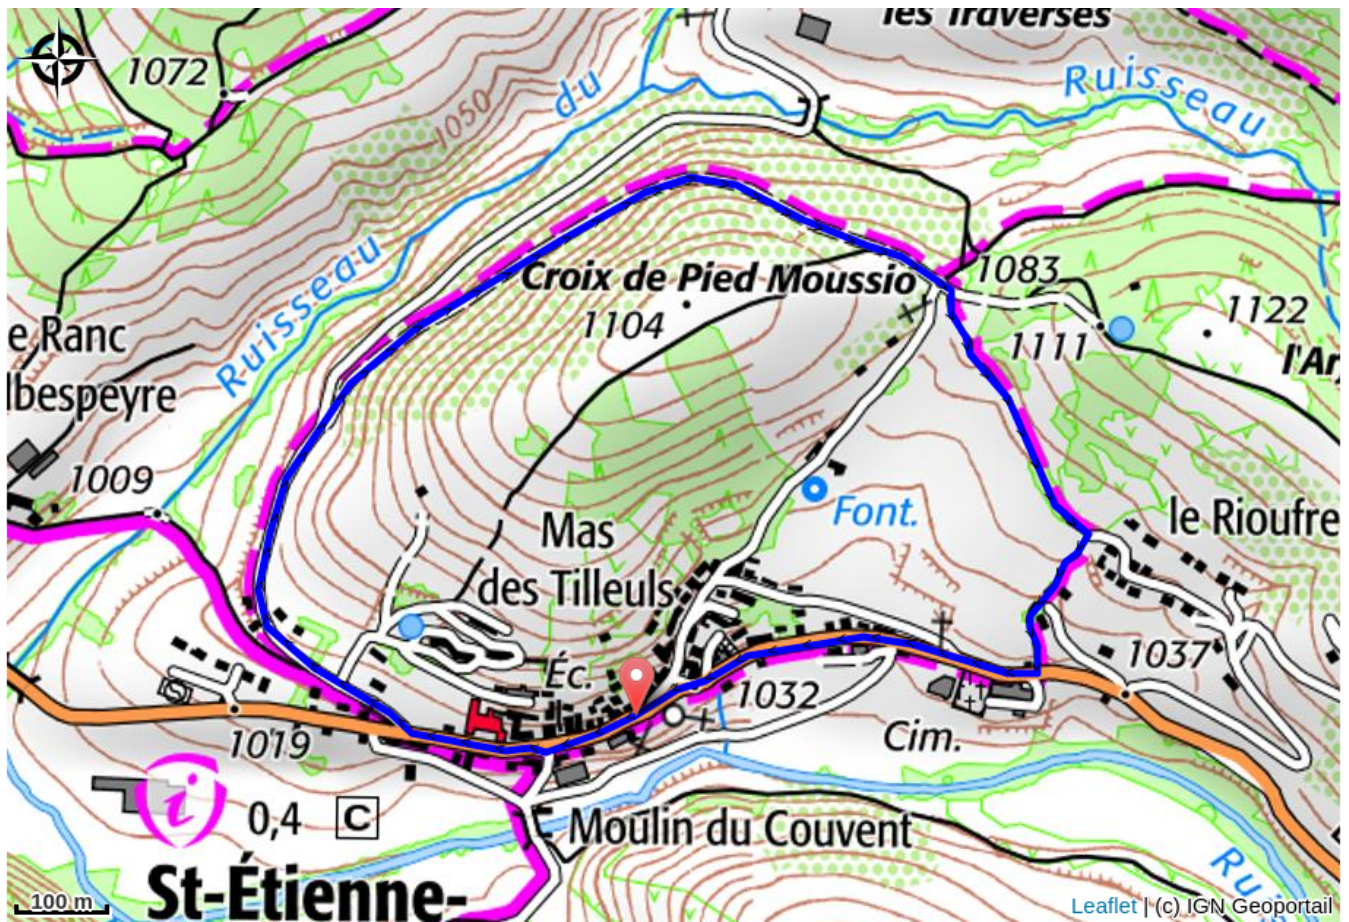 les Traverses
1072
du
Ruisseau
1050
Croix de Pied Moussio
1083
1104
1122
1111
l'Ar
e Ranc
lbespeyre
Ruisseau
1009
Mas
des Tilleuls
Font.
le Rioufre
Éc.
1037
1032
1019
Cim.
S
i
0,4
C
Moulin du Couvent
St-Étienne-
Rui
100 m
Leaflet | (c) IGN Geoportail